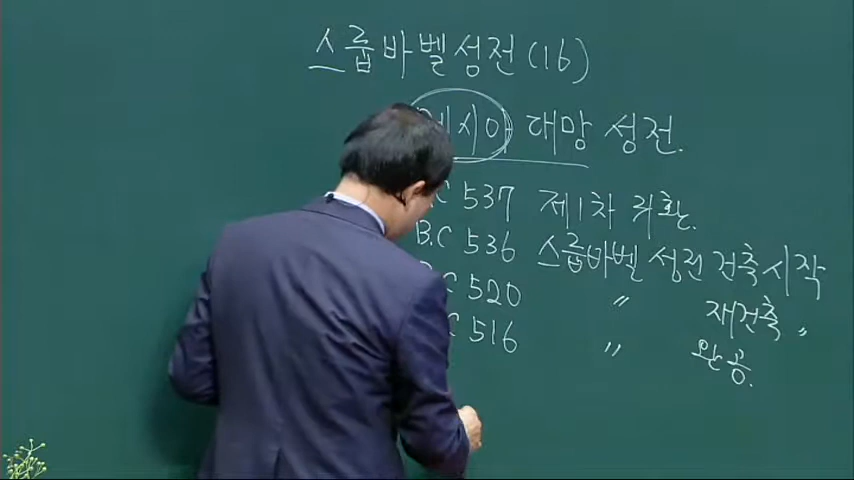 스룹바벨성전(16)
메시아 대망 성전.
B.C 537 제1차 귀환.
B.C 536 스룹바벨 성전 건축시작
B.C 520 〃 재건축 〃
B.C 516 〃 완공.